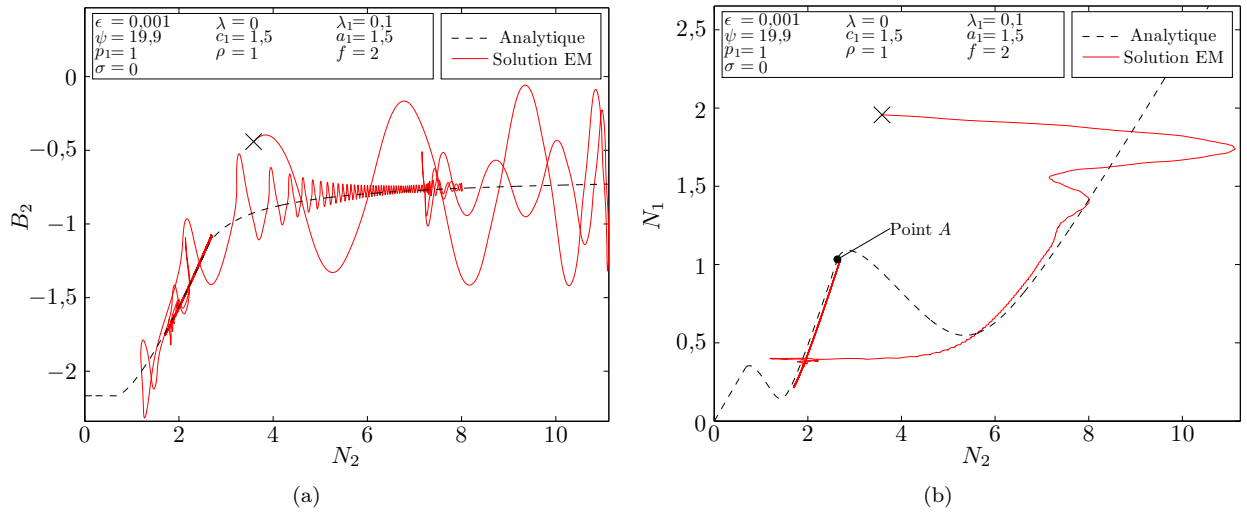 ϵ = 0,001 λ = 0 λ₁ = 0,1
ψ = 19,9 c₁ = 1,5 a₁ = 1,5
p₁ = 1 ρ = 1 f = 2
σ = 0
Analytique
Solution EM
0
−0,5
−1
−1,5
−2
B₂
0 2 4 6 8 10
N₂
(a)
ϵ = 0,001 λ = 0 λ₁ = 0,1
ψ = 19,9 c₁ = 1,5 a₁ = 1,5
p₁ = 1 ρ = 1 f = 2
σ = 0
Analytique
Solution EM
2,5
2
1,5
1
0,5
0
N₁
Point A
0 2 4 6 8 10
N₂
(b)